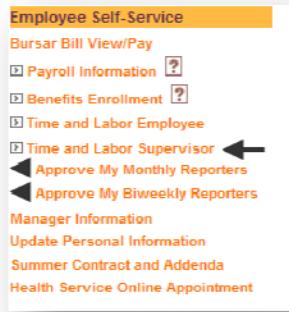 Employee Self-Service
Bursar Bill View/Pay
Payroll Information ?
Benefits Enrollment ?
Time and Labor Employee
Time and Labor Supervisor
Approve My Monthly Reporters
Approve My Biweekly Reporters
Manager Information
Update Personal Information
Summer Contract and Addenda
Health Service Online Appointment